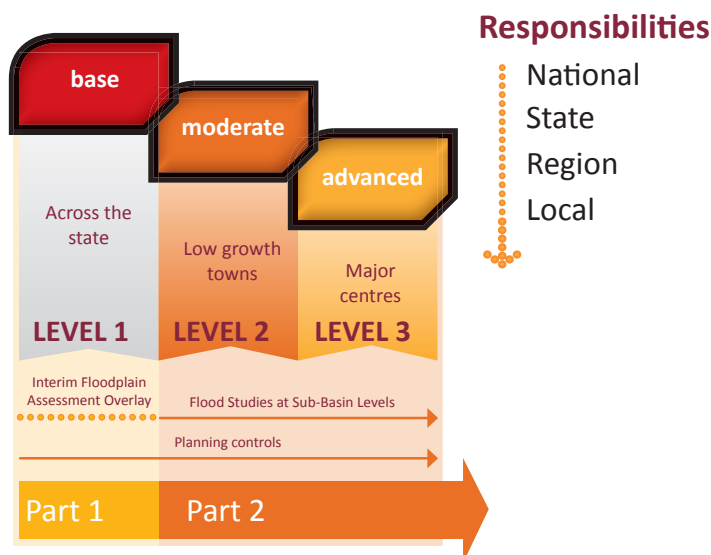 Responsibilities
National
State
Region
Local
base
moderate
advanced
Across the
state
Low growth
towns
Major
centres
LEVEL 1
LEVEL 2
LEVEL 3
Interim Floodplain
Assessment Overlay
Flood Studies at Sub-Basin Levels
Planning controls
Part 1
Part 2